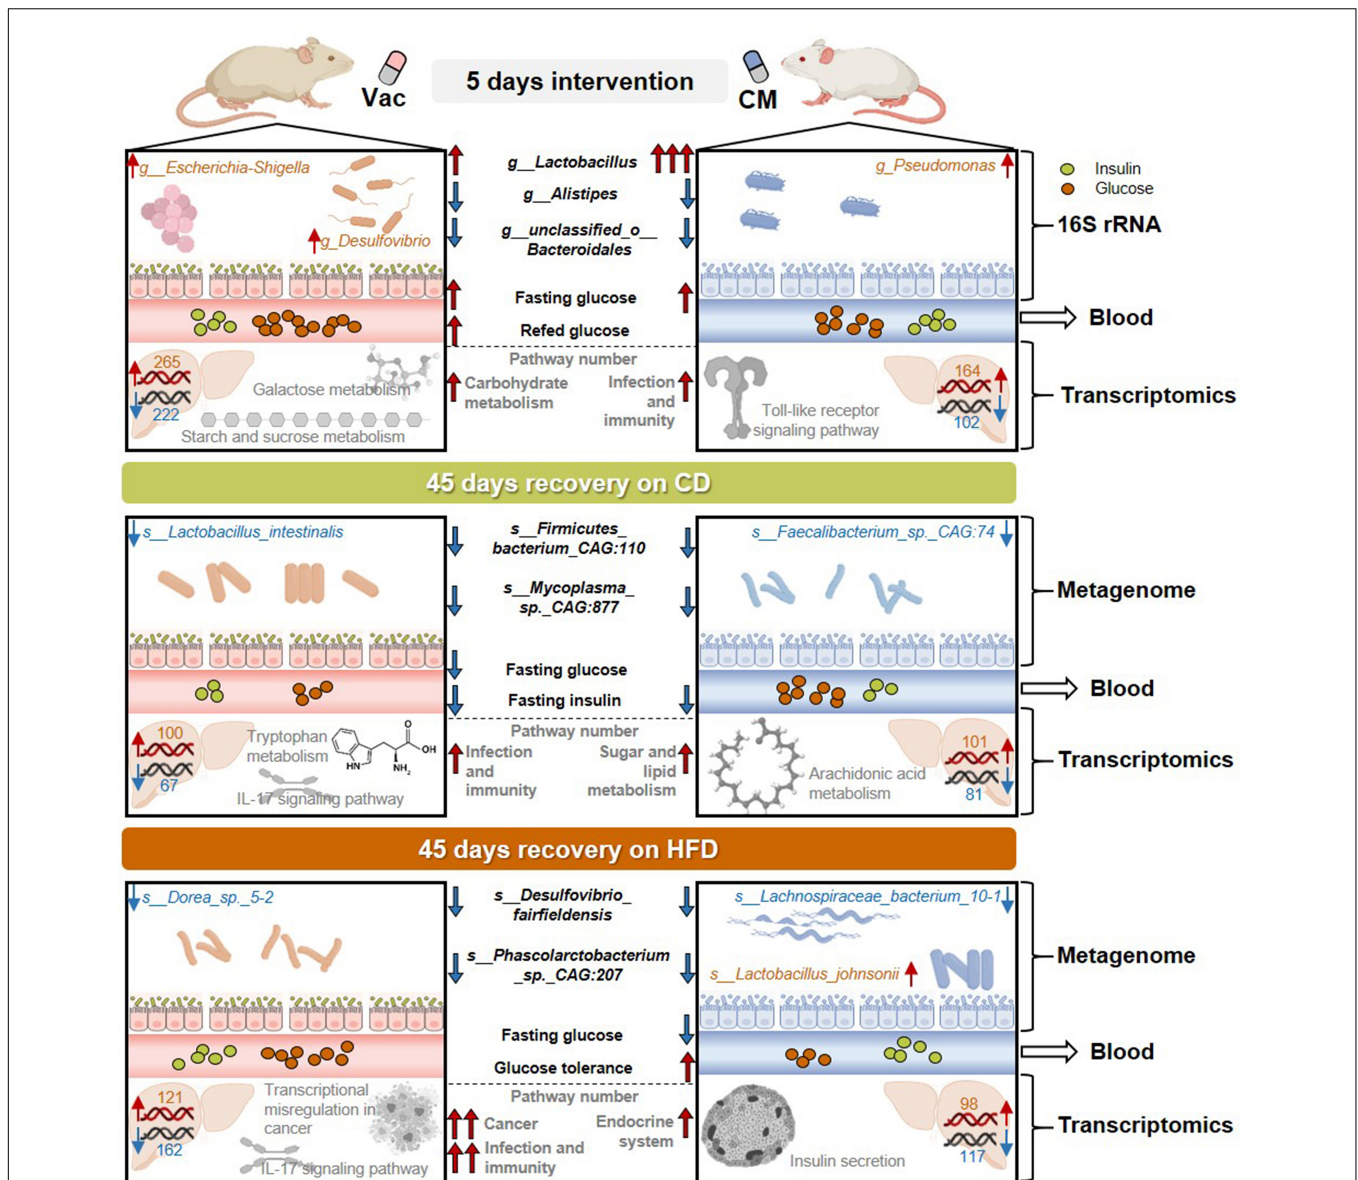 Vac
5 days intervention
CM
g__Escherichia-Shigella
g_Desulfovibrio
g__Lactobacillus
g__Alistipes
g__unclassified_o__
Bacteroidales
Fasting glucose
Refed glucose
g_Pseudomonas
Insulin
Glucose
16S rRNA
Blood
265
222
Galactose metabolism
Starch and sucrose metabolism
Pathway number
Carbohydrate
metabolism
Infection
and
immunity
Toll-like receptor
signaling pathway
164
102
Transcriptomics
45 days recovery on CD
s__Lactobacillus_intestinalis
s__Firmicutes_
bacterium_CAG:110
s__Mycoplasma_
sp._CAG:877
Fasting glucose
Fasting insulin
s__Faecalibacterium_sp._CAG:74
Metagenome
Blood
100
67
Tryptophan
metabolism
O
OH
NH2
HN
IL-17 signaling pathway
Pathway number
Infection
and
immunity
Sugar and
lipid
metabolism
Arachidonic acid
metabolism
101
81
Transcriptomics
45 days recovery on HFD
s__Dorea_sp._5-2
s__Desulfovibrio_
fairfieldensis
s__Phascolarctobacterium
_sp._CAG:207
Fasting glucose
Glucose tolerance
s__Lachnospiraceae_bacterium_10-1
s__Lactobacillus_johnsonii
Metagenome
Blood
121
162
Transcriptional
misregulation in
cancer
IL-17 signaling pathway
Pathway number
Cancer
Infection and
immunity
Endocrine
system
Insulin secretion
98
117
Transcriptomics